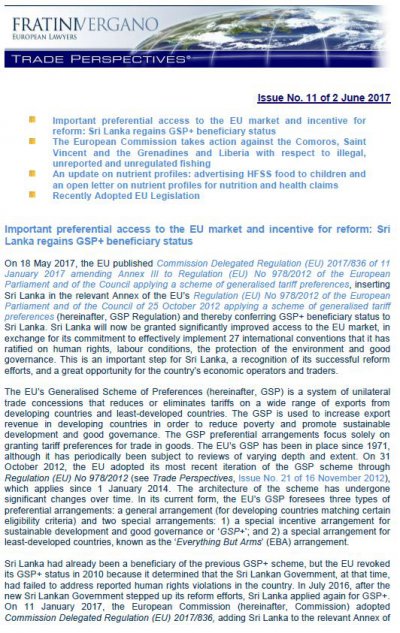 FRATINIVERGANO
EUROPEAN LAWYERS
TRADE PERSPECTIVES®
Issue No. 11 of 2 June 2017
Important preferential access to the EU market and incentive for
reform: Sri Lanka regains GSP+ beneficiary status
The European Commission takes action against the Comoros, Saint
Vincent and the Grenadines and Liberia with respect to illegal,
unreported and unregulated fishing
An update on nutrient profiles: advertising HFSS food to children and
an open letter on nutrient profiles for nutrition and health claims
Recently Adopted EU Legislation
Important preferential access to the EU market and incentive for reform: Sri
Lanka regains GSP+ beneficiary status
On 18 May 2017, the EU published Commission Delegated Regulation (EU) 2017/836 of 11
January 2017 amending Annex III to Regulation (EU) No 978/2012 of the European
Parliament and of the Council applying a scheme of generalised tariff preferences, inserting
Sri Lanka in the relevant Annex of the EU's Regulation (EU) No 978/2012 of the European
Parliament and of the Council of 25 October 2012 applying a scheme of generalised tariff
preferences (hereinafter, GSP Regulation) and thereby conferring GSP+ beneficiary status to
Sri Lanka. Sri Lanka will now be granted significantly improved access to the EU market, in
exchange for its commitment to effectively implement 27 international conventions that it has
ratified on human rights, labour conditions, the protection of the environment and good
governance. This is an important step for Sri Lanka, a recognition of its successful reform
efforts, and a great opportunity for the country's economic operators and traders.
The EU's Generalised Scheme of Preferences (hereinafter, GSP) is a system of unilateral
trade concessions that reduces or eliminates tariffs on a wide range of exports from
developing countries and least-developed countries. The GSP is used to increase export
revenue in developing countries in order to reduce poverty and promote sustainable
development and good governance. The GSP preferential arrangements focus solely on
granting tariff preferences for trade in goods. The EU's GSP has been in place since 1971,
although it has periodically been subject to reviews of varying depth and extent. On 31
October 2012, the EU adopted its most recent iteration of the GSP scheme through
Regulation (EU) No 978/2012 (see Trade Perspectives, Issue No. 21 of 16 November 2012),
which applies since 1 January 2014. The architecture of the scheme has undergone
significant changes over time. In its current form, the EU's GSP foresees three types of
preferential arrangements: a general arrangement (for developing countries matching certain
eligibility criteria) and two special arrangements: 1) a special incentive arrangement for
sustainable development and good governance or 'GSP+'; and 2) a special arrangement for
least-developed countries, known as the 'Everything But Arms' (EBA) arrangement.
Sri Lanka had already been a beneficiary of the previous GSP+ scheme, but the EU revoked
its GSP+ status in 2010 because it determined that the Sri Lankan Government, at that time,
had failed to address reported human rights violations in the country. In July 2016, after the
new Sri Lankan Government stepped up its reform efforts, Sri Lanka applied again for GSP+.
On 11 January 2017, the European Commission (hereinafter, Commission) adopted
Commission Delegated Regulation (EU) 2017/836, adding Sri Lanka to the relevant Annex of